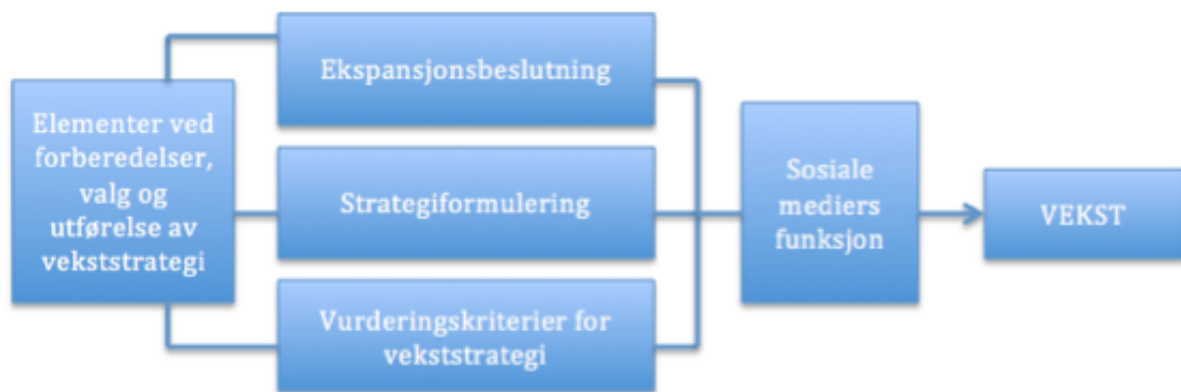 Elementer ved
forberedelser,
valg og
utførelse av
vekststrategi
Ekspansjonsbeslutning
Strategiformulering
Vurderingskriterier for
vekststrategi
Sosiale
mediers
funksjon
VEKST